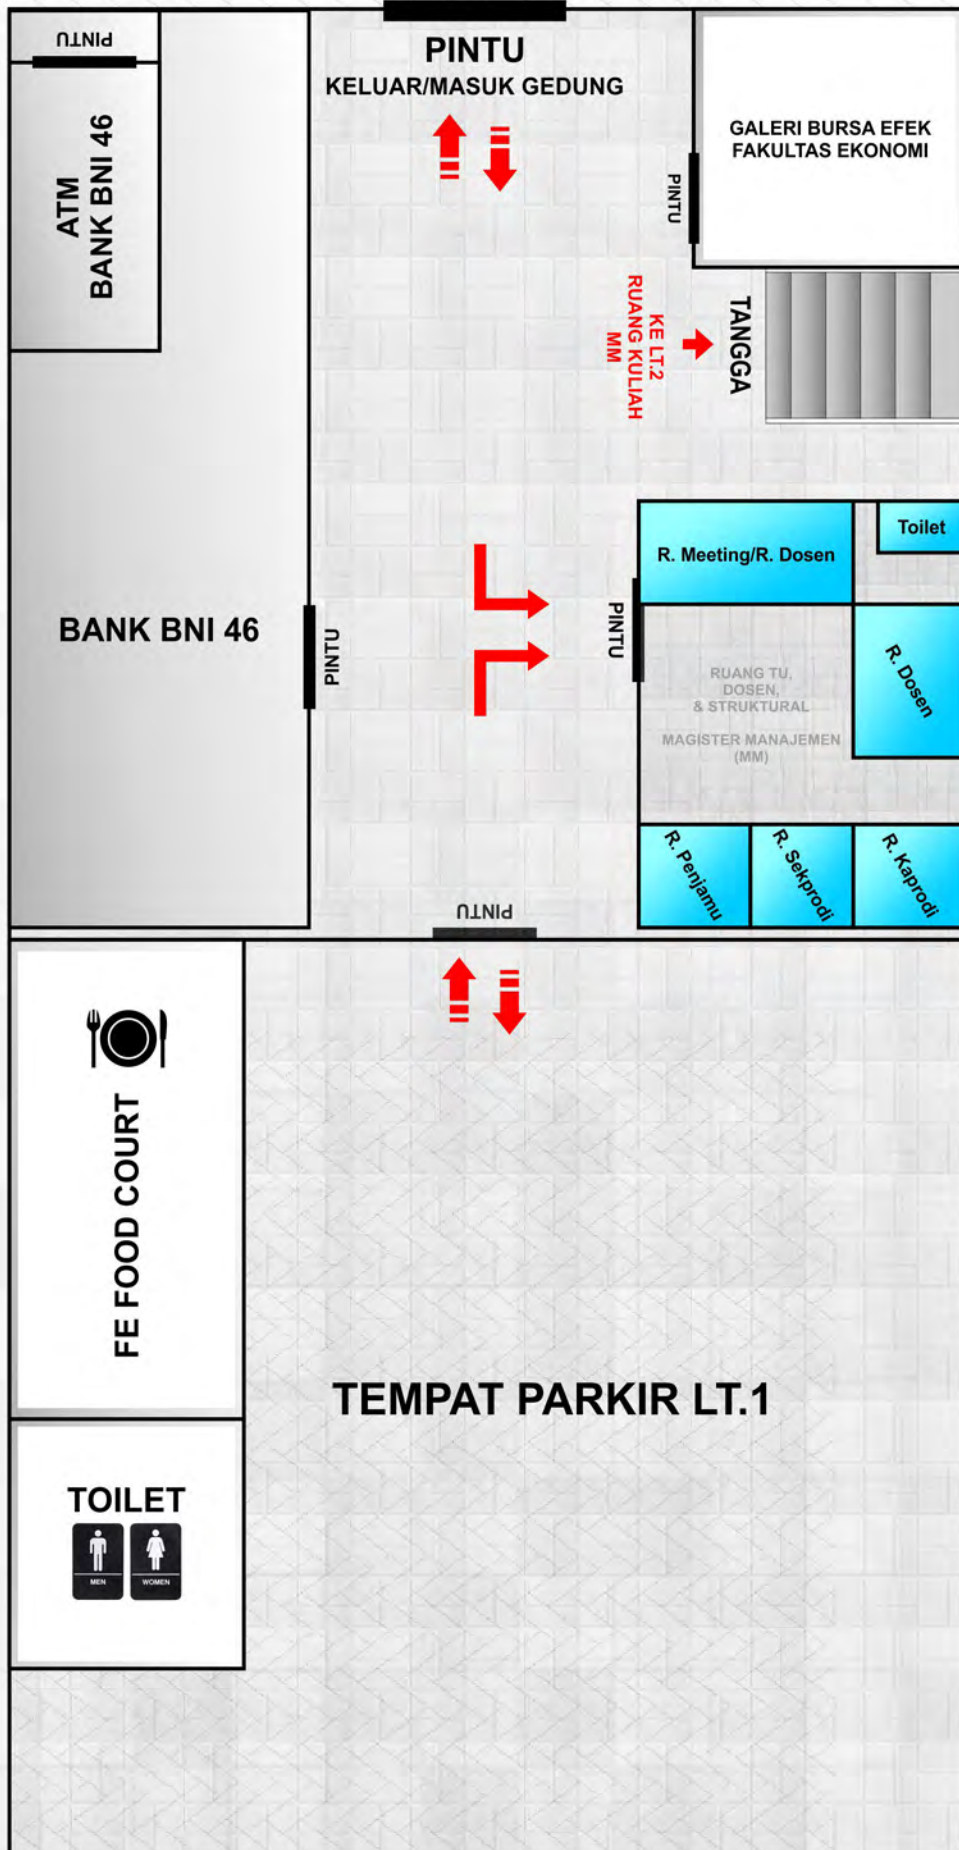 PINTU
PINTU
KELUAR/MASUK GEDUNG
ATM
BANK BNI 46
GALERI BURSA EFEK
FAKULTAS EKONOMI
PINTU
KE LT.2
RUANG KULIAH
MM
TANGGA
BANK BNI 46
PINTU
PINTU
R. Meeting/R. Dosen
Toilet
R. Dosen
RUANG TU,
DOSEN,
& STRUKTURAL
MAGISTER MANAJEMEN
(MM)
R. Penjamu
R. Sekprodi
R. Kaprodi
PINTU
FE FOOD COURT
TEMPAT PARKIR LT.1
TOILET
MEN
WOMEN